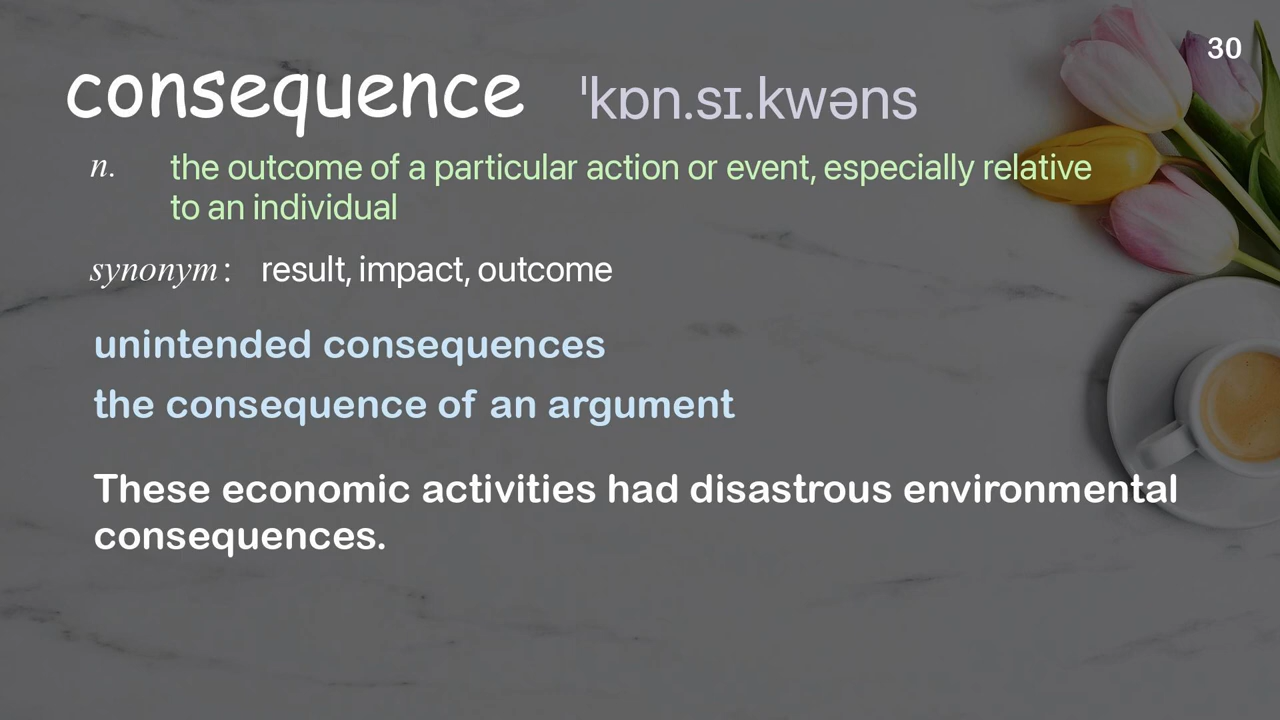 30
consequence ˈkɒn.sɪ.kwəns
n. the outcome of a particular action or event, especially relative
to an individual
synonym: result, impact, outcome
unintended consequences
the consequence of an argument
These economic activities had disastrous environmental
consequences.